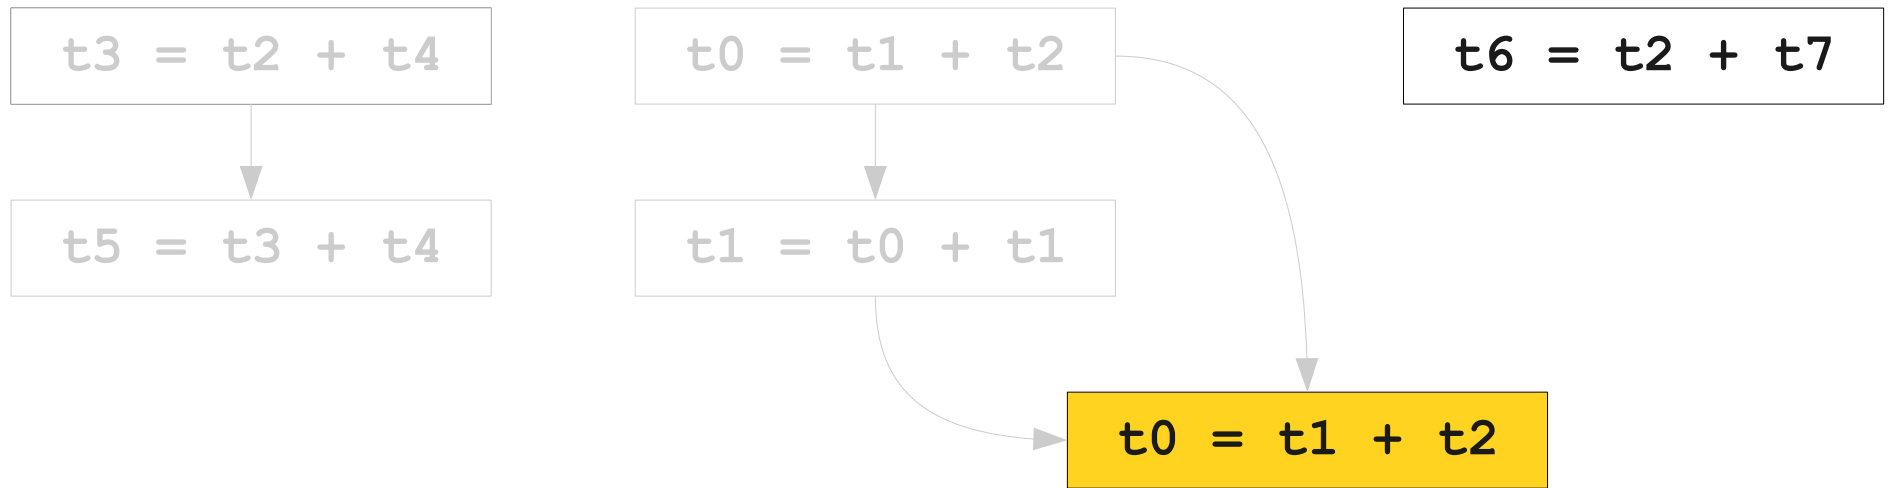 t3 = t2 + t4
t0 = t1 + t2
t6 = t2 + t7
t5 = t3 + t4
t1 = t0 + t1
t0 = t1 + t2